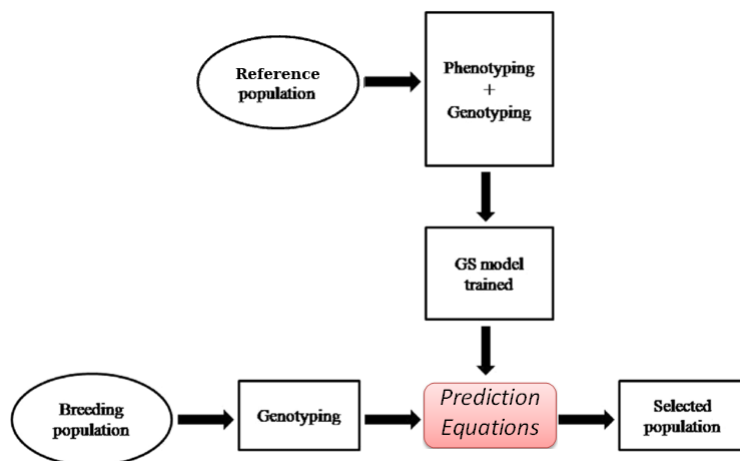 Reference
population
Phenotyping
+
Genotyping
GS model
trained
Breeding
population
Genotyping
Prediction
Equations
Selected
population